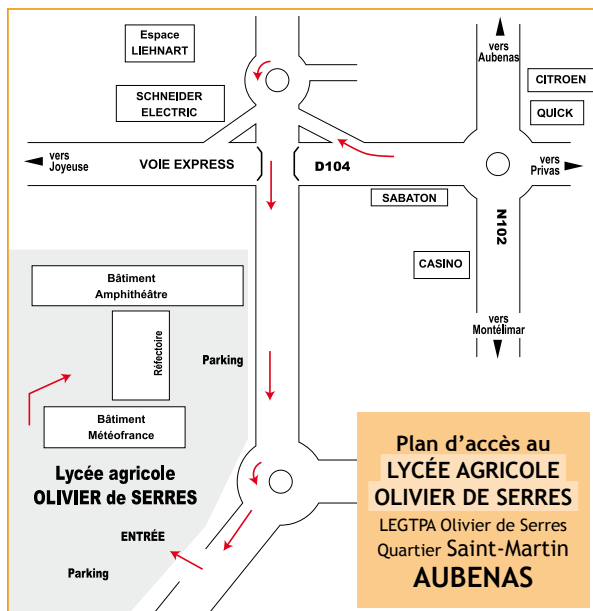 Espace
LIEHNART
vers
Aubenas
CITROEN
SCHNEIDER
ELECTRIC
QUICK
vers
Joyeuse
VOIE EXPRESS
D104
vers
Privas
SABATON
N102
CASINO
Bâtiment
Amphithéâtre
Réfectoire
Parking
vers
Montélimar
Bâtiment
Météofrance
Lycée agricole
OLIVIER de SERRES
ENTRÉE
Parking
Plan d’accès au
LYCÉE AGRICOLE
OLIVIER DE SERRES
LEGTPA Olivier de Serres
Quartier Saint-Martin
AUBENAS